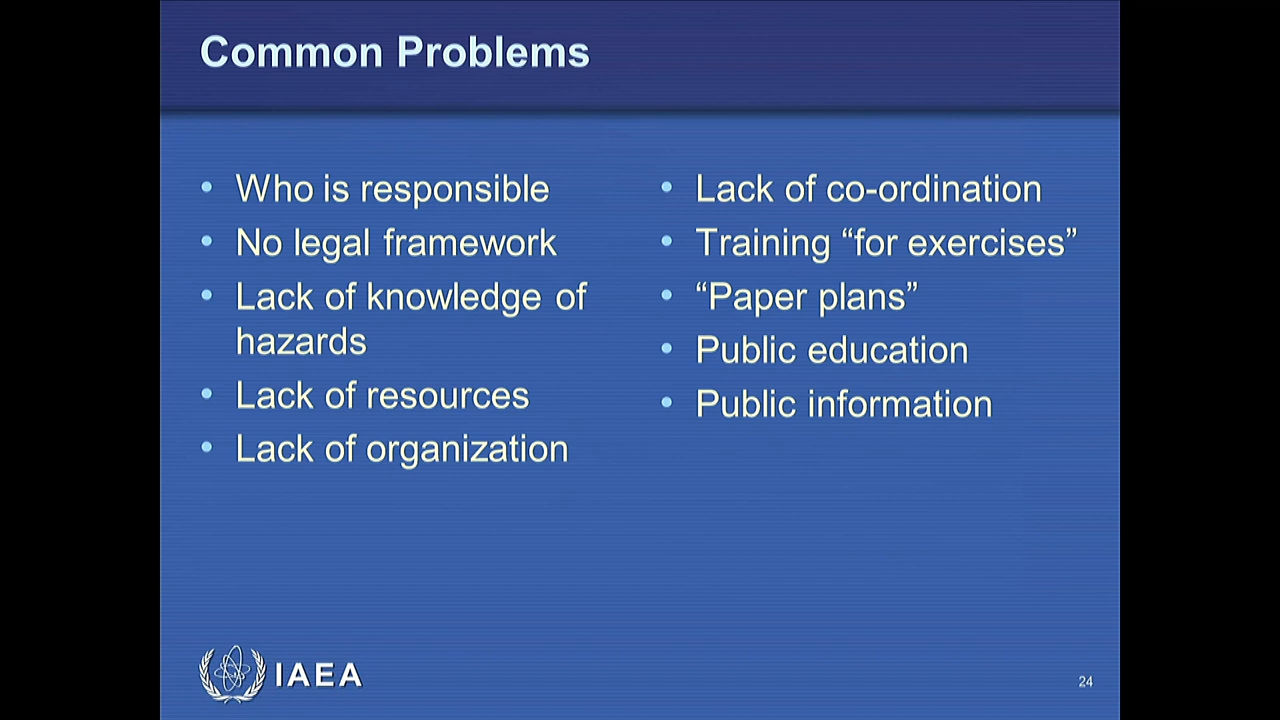 Common Problems
• Who is responsible
• No legal framework
• Lack of knowledge of
hazards
• Lack of resources
• Lack of organization
• Lack of co-ordination
• Training “for exercises”
• “Paper plans”
• Public education
• Public information
IAEA
24